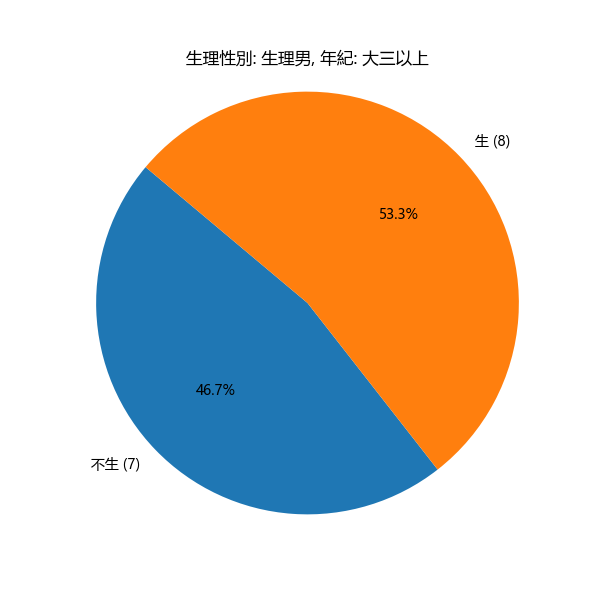 生理性別: 生理男, 年紀: 大三以上
生 (8)
53.3%
46.7%
不生 (7)